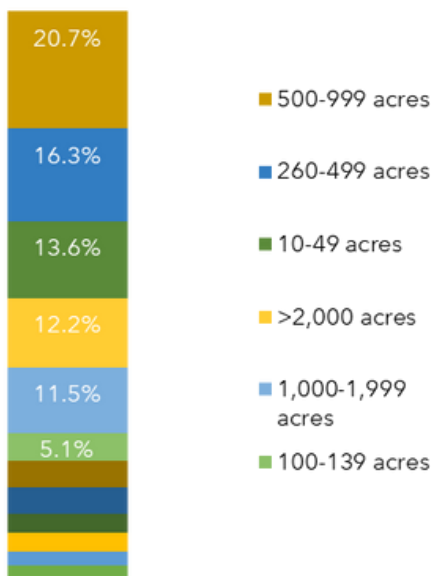 20.7%
16.3%
13.6%
12.2%
11.5%
5.1%
500-999 acres
260-499 acres
10-49 acres
>2,000 acres
1,000-1,999
acres
100-139 acres